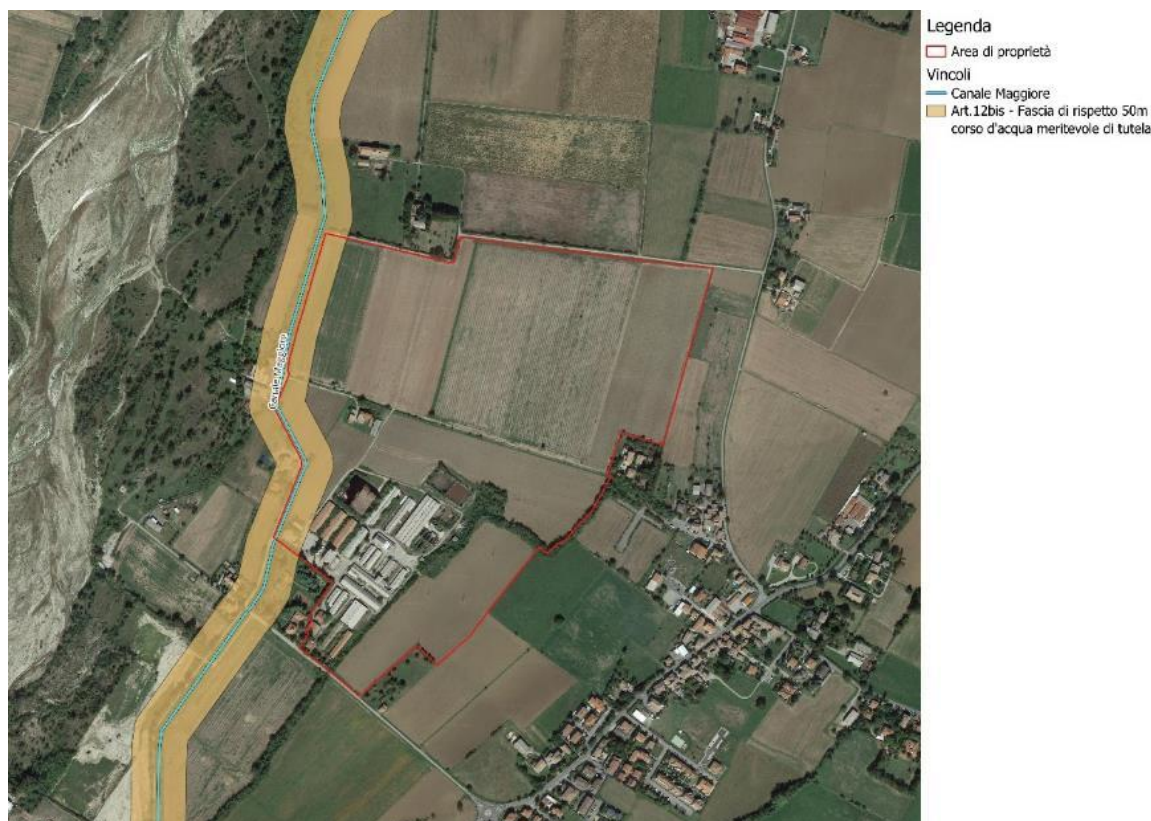 Legenda
Area di proprietà
Vincoli
Canale Maggiore
Art.12bis - Fascia di rispetto 50m
corso d'acqua meritevole di tutela
Canale Maggiore